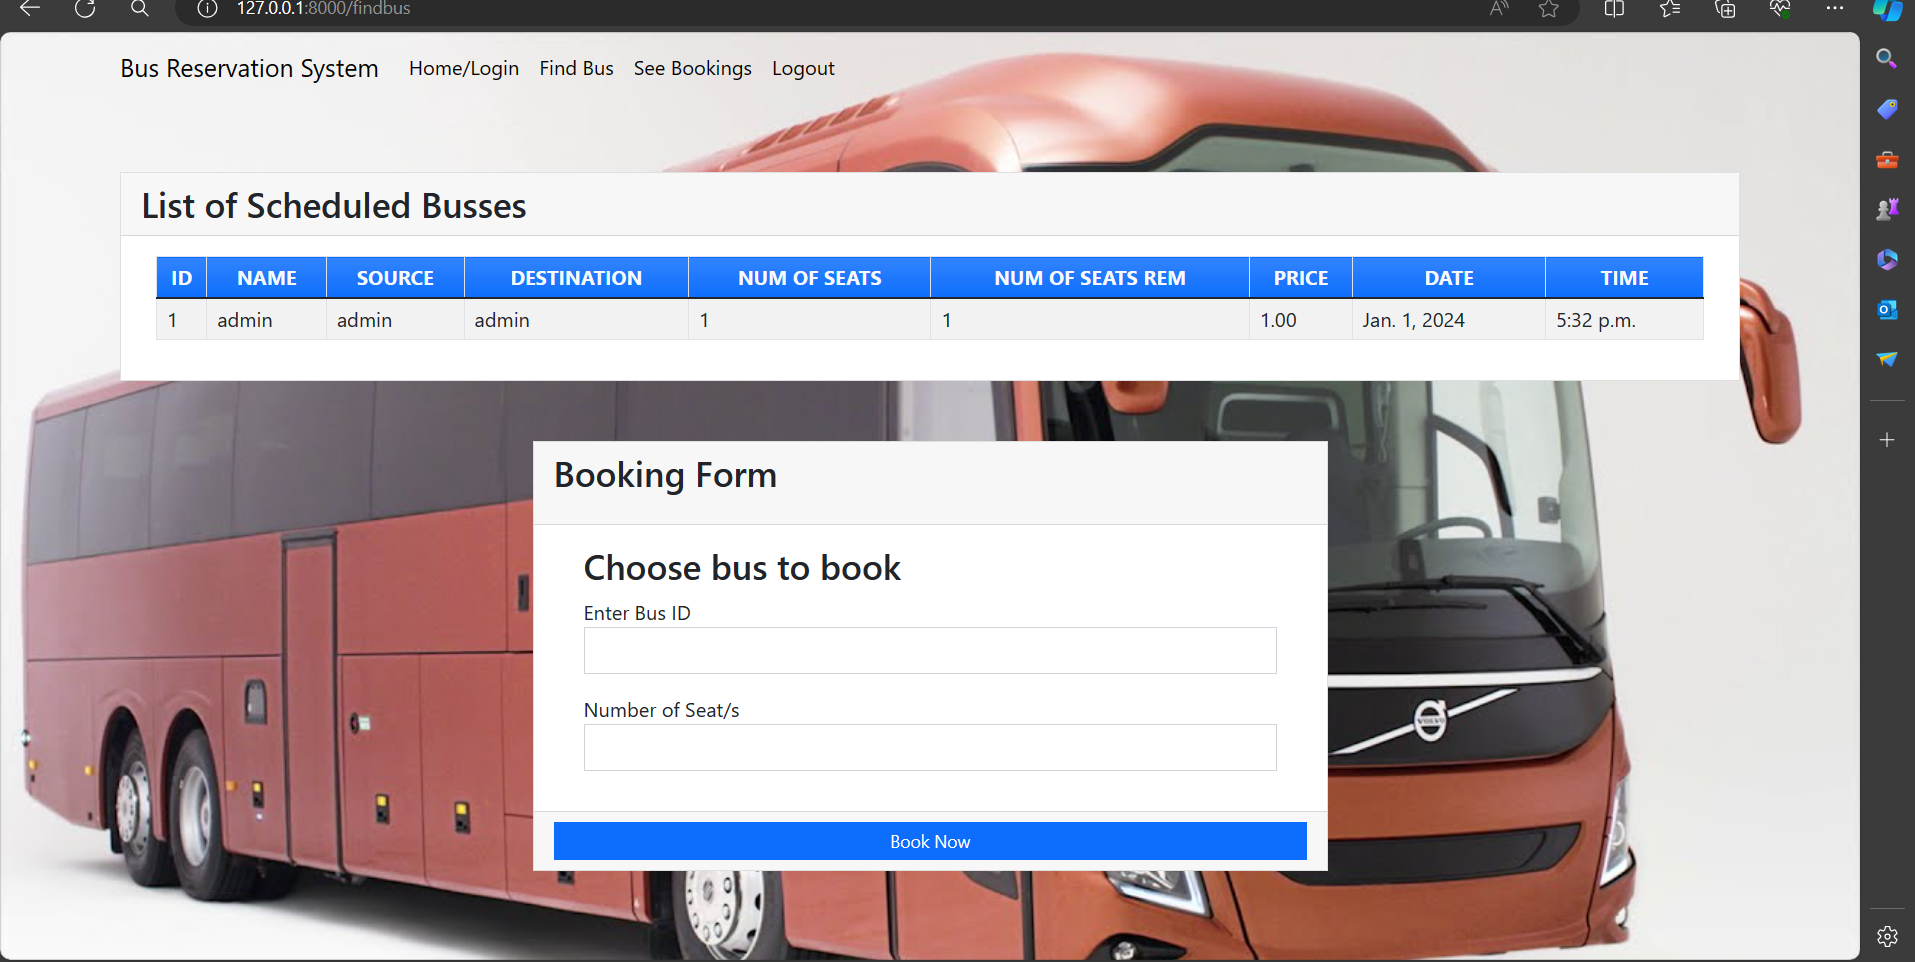 127.0.0.1:8000/findbus
Bus Reservation System Home/Login Find Bus See Bookings Logout
List of Scheduled Busses
ID NAME SOURCE DESTINATION NUM OF SEATS NUM OF SEATS REM PRICE DATE TIME
1 admin admin admin 1 1 1.00 Jan. 1, 2024 5:32 p.m.
Booking Form
Choose bus to book
Enter Bus ID
Number of Seat/s
VOLVO
Book Now